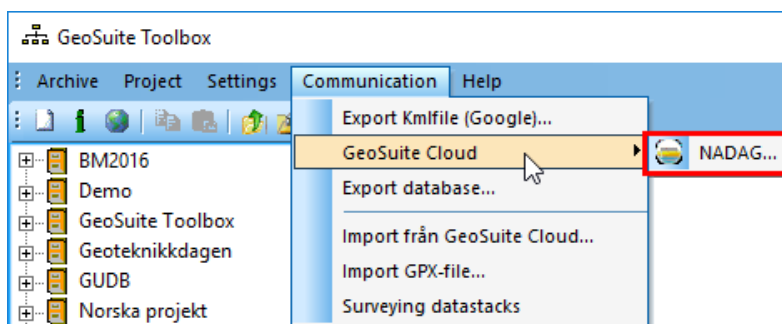 GeoSuite Toolbox
Archive Project Settings Communication Help
Export Kmlfile (Google)...
GeoSuite Cloud
NADAG...
Export database...
Import från GeoSuite Cloud...
Import GPX-file...
Surveying datastacks
BM2016
Demo
GeoSuite Toolbox
Geoteknikkdagen
GUDB
Norska projekt